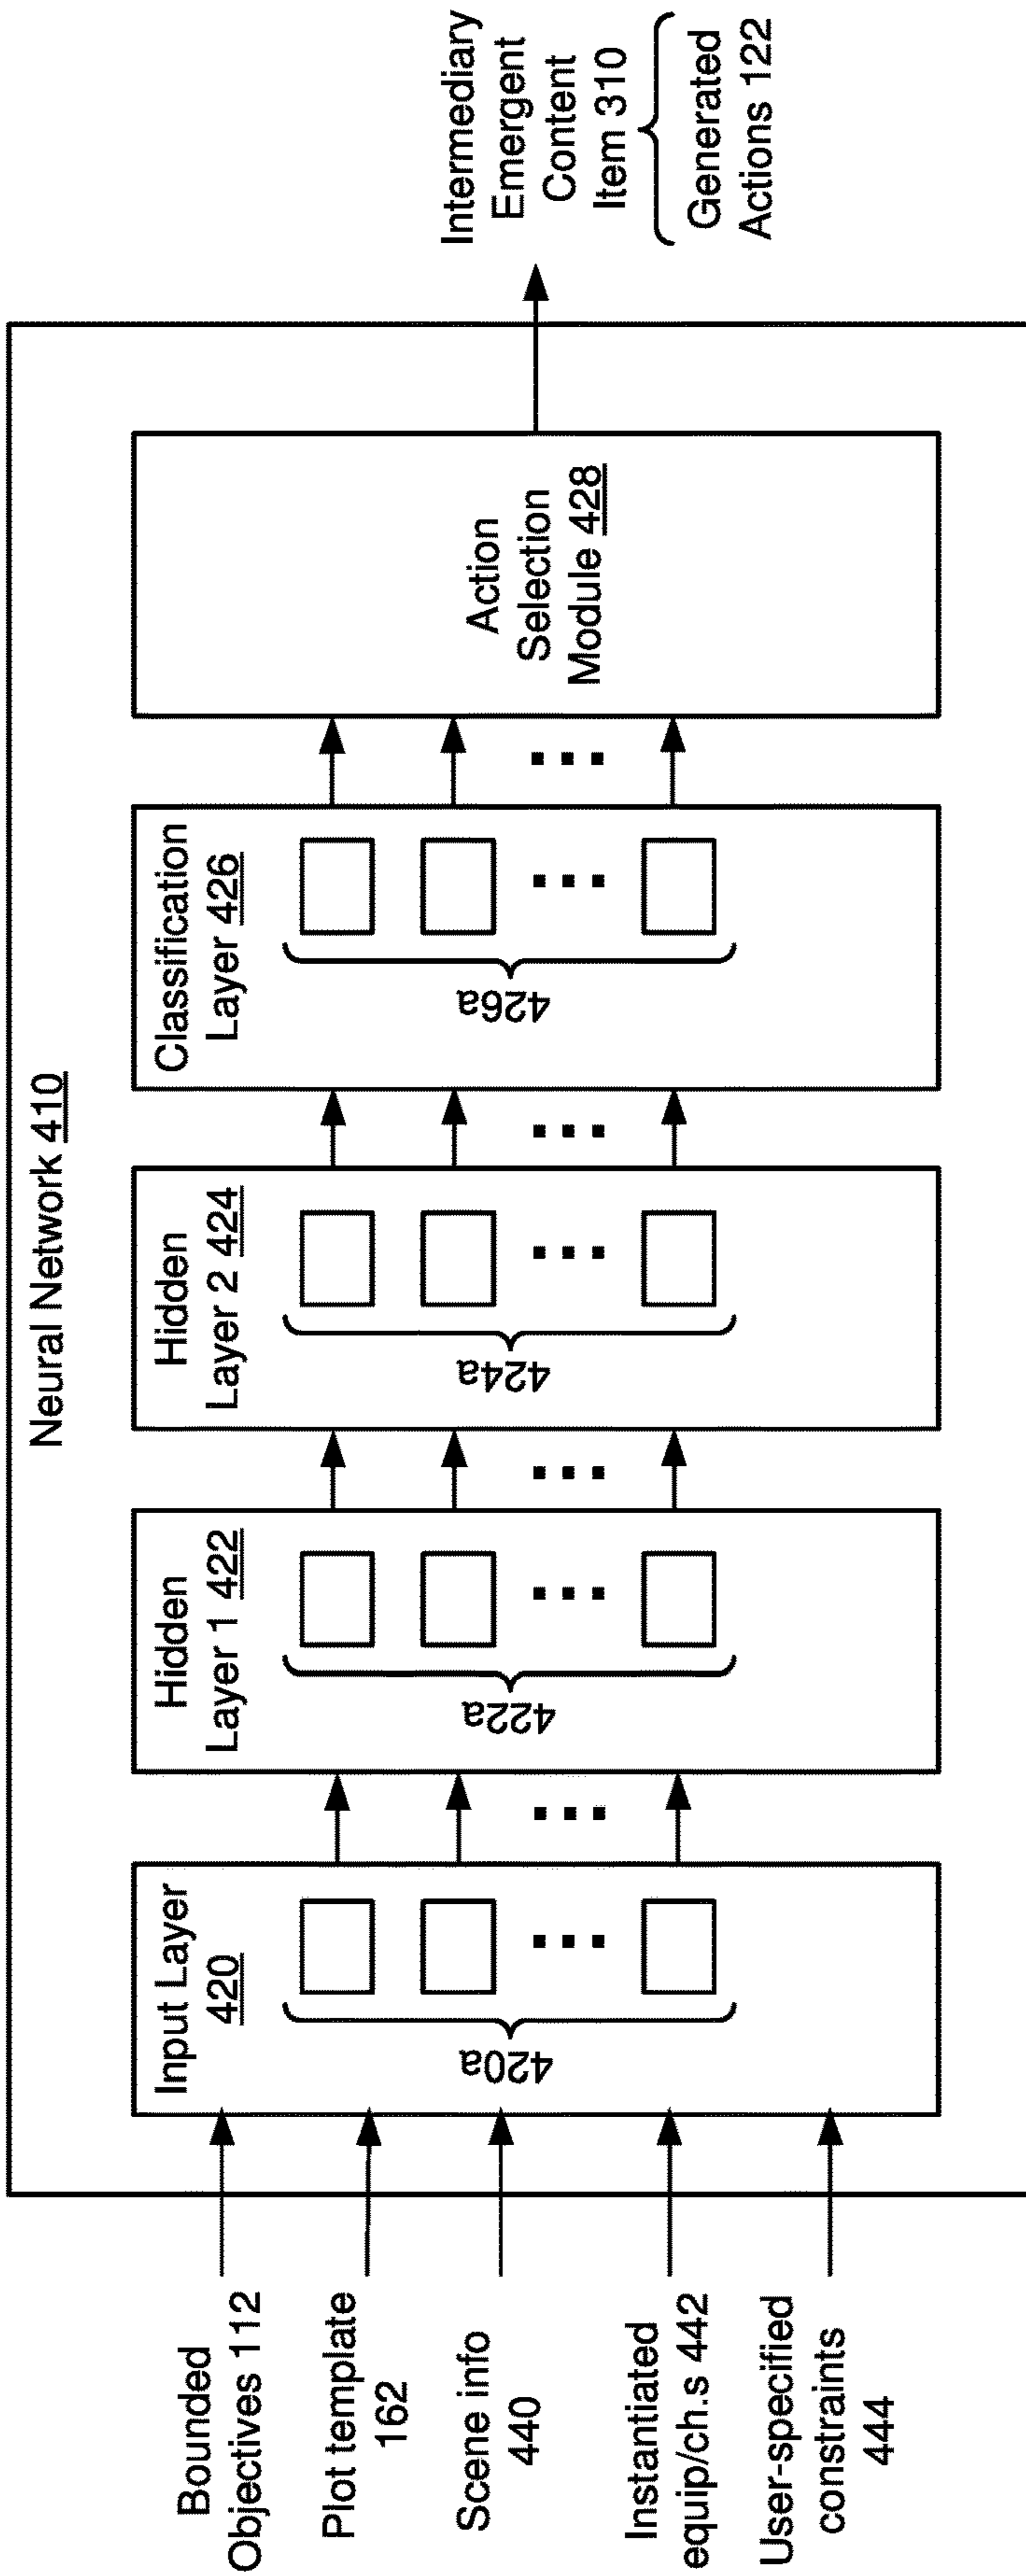 Neural Network 410
Bounded
Objectives 112
Plot template
162
Scene info
440
Instantiated
equip/ch.s 442
User-specified
constraints
444
Input Layer
420
420a
Hidden
Layer 1 422
422a
Hidden
Layer 2 424
424a
Classification
Layer 426
426a
Action
Selection
Module 428
Intermediary
Emergent
Content
Item 310
Generated
Actions 122